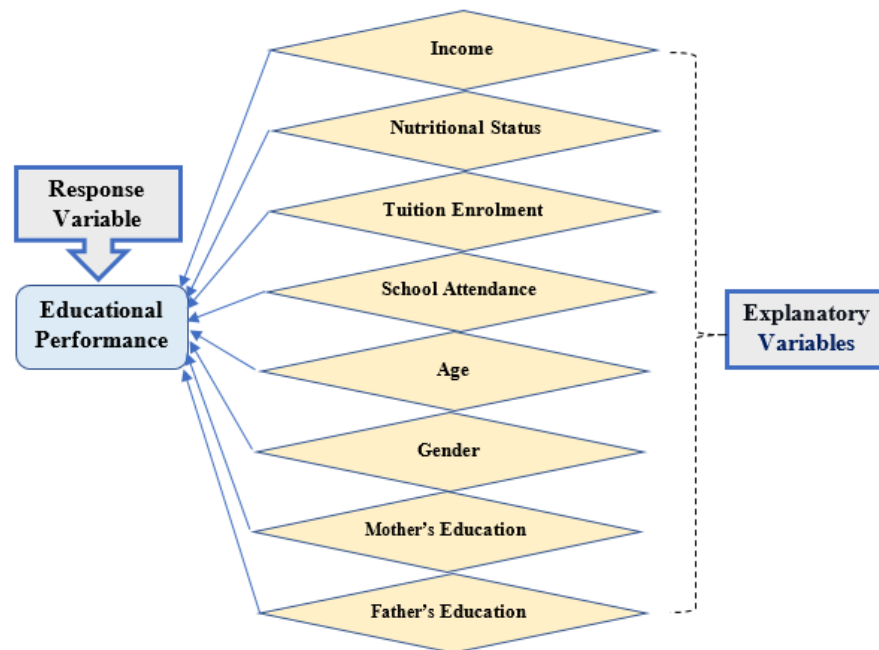 Income
Nutritional Status
Response
Variable
Tuition Enrolment
School Attendance
Educational
Performance
Explanatory
Variables
Age
Gender
Mother's Education
Father's Education